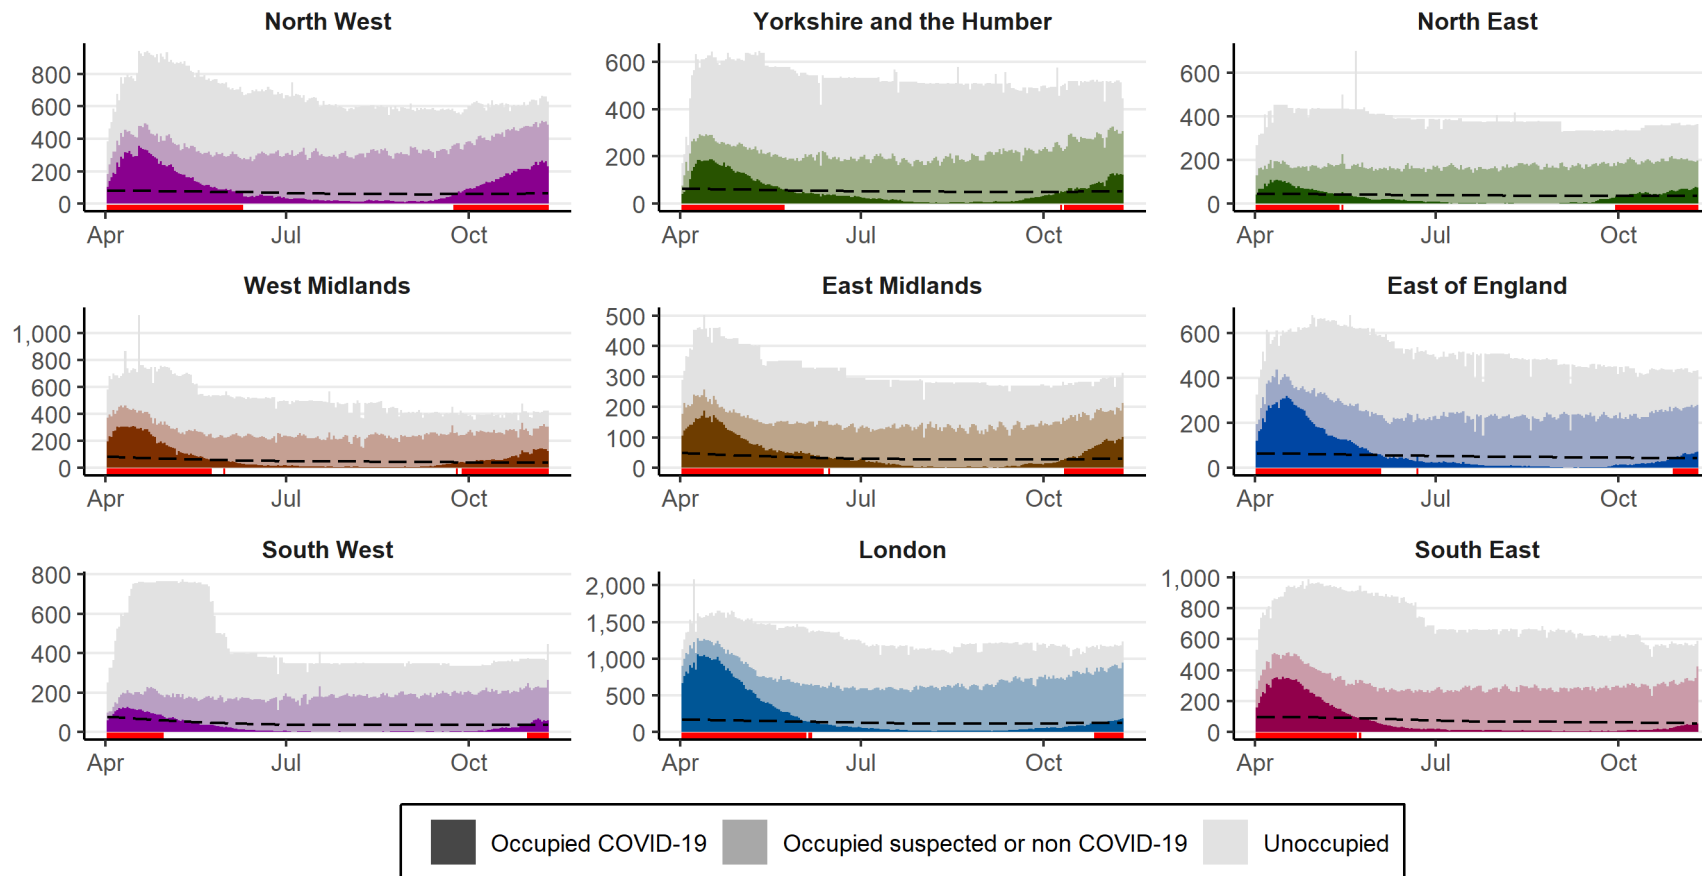 North West
Yorkshire and the Humber
North East
800
600
400
200
0
Apr
Jul
Oct
600
400
200
0
Apr
Jul
Oct
600
400
200
0
Apr
Jul
Oct
West Midlands
East Midlands
East of England
1,000
800
600
400
200
0
Apr
Jul
Oct
500
400
300
200
100
0
Apr
Jul
Oct
600
400
200
0
Apr
Jul
Oct
South West
London
South East
800
600
400
200
0
Apr
Jul
Oct
2,000
1,500
1,000
500
0
Apr
Jul
Oct
1,000
800
600
400
200
0
Apr
Jul
Oct
Occupied COVID-19
Occupied suspected or non COVID-19
Unoccupied